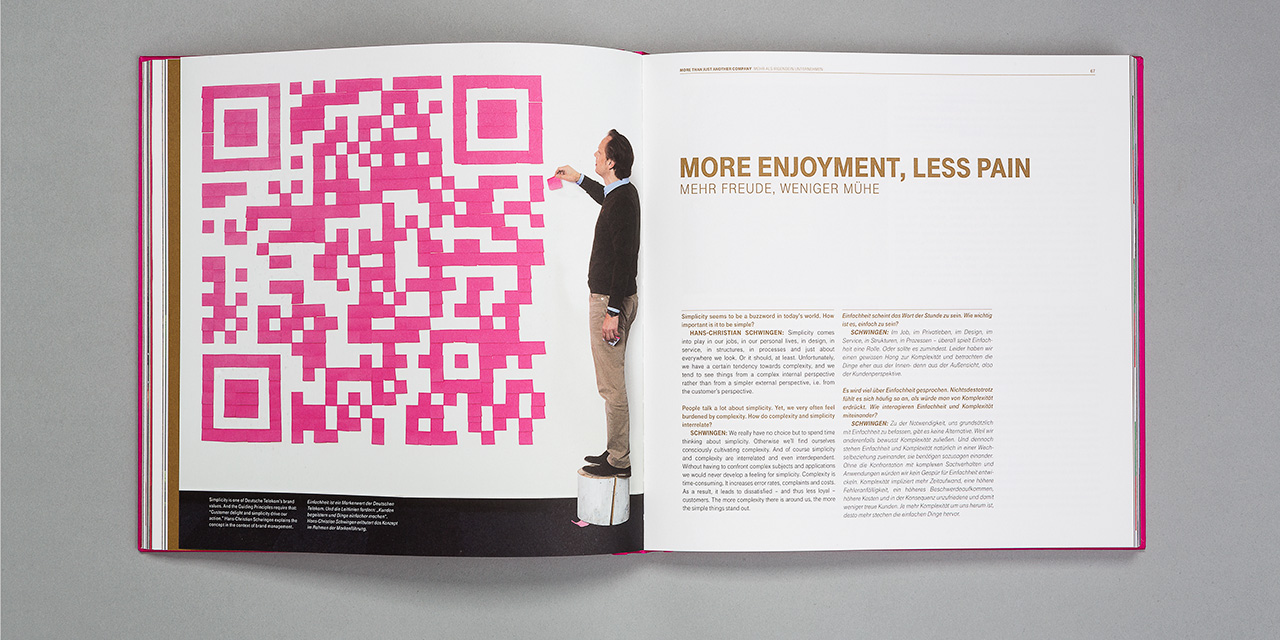 Simplicity is one of Deutsche Telekom's brand
values. And the Guiding Principles require that:
"Customer delight and simplicity drive our
action." Hans-Christian Schwingen explains the
concept in the context of brand management.
Einfachheit ist ein Markenwert der Deutschen
Telekom. Und die Leitlinien fordern: „Kunden
begeistern und Dinge einfacher machen".
Hans-Christian Schwingen erläutert das Konzept
im Rahmen der Markenführung.
MORE THAN JUST ANOTHER COMPANY MEHR ALS IRGENDEIN UNTERNEHMEN
67
MORE ENJOYMENT, LESS PAIN
MEHR FREUDE, WENIGER MÜHE
Simplicity seems to be a buzzword in today's world. How
important is it to be simple?
HANS-CHRISTIAN SCHWINGEN: Simplicity comes
into play in our jobs, in our personal lives, in design, in
service, in structures, in processes and just about
everywhere we look. Or it should, at least. Unfortunately,
we have a certain tendency towards complexity, and we
tend to see things from a complex internal perspective
rather than from a simpler external perspective, i.e. from
the customer's perspective.
People talk a lot about simplicity. Yet, we very often feel
burdened by complexity. How do complexity and simplicity
interrelate?
SCHWINGEN: We really have no choice but to spend time
thinking about simplicity. Otherwise we'll find ourselves
consciously cultivating complexity. And of course simplicity
and complexity are interrelated and even interdependent.
Without having to confront complex subjects and applications
we would never develop a feeling for simplicity. Complexity is
time-consuming. It increases error rates, complaints and costs.
As a result, it leads to dissatisfied – and thus less loyal –
customers. The more complexity there is around us, the more
the simple things stand out.
Einfachheit scheint das Wort der Stunde zu sein. Wie wichtig
ist es, einfach zu sein?
SCHWINGEN: Im Job, im Privatleben, im Design, im
Service, in Strukturen, in Prozessen – überall spielt Einfach-
heit eine Rolle. Oder sollte es zumindest. Leider haben wir
einen gewissen Hang zur Komplexität und betrachten die
Dinge eher aus der Innen- denn aus der Außensicht, also
der Kundenperspektive.
Es wird viel über Einfachheit gesprochen. Nichtsdestotrotz
fühlt es sich häufig so an, als würde man von Komplexität
erdrückt. Wie interagieren Einfachheit und Komplexität
miteinander?
SCHWINGEN: Zu der Notwendigkeit, uns grundsätzlich
mit Einfachheit zu befassen, gibt es keine Alternative. Weil wir
anderenfalls bewusst Komplexität zuließen. Und dennoch
stehen Einfachheit und Komplexität natürlich in einer Wech-
selbeziehung zueinander, sie benötigen sozusagen einander.
Ohne die Konfrontation mit komplexen Sachverhalten und
Anwendungen würden wir kein Gespür für Einfachheit entwi-
ckeln. Komplexität impliziert mehr Zeitaufwand, eine höhere
Fehleranfälligkeit, ein höheres Beschwerdeaufkommen,
höhere Kosten und in der Konsequenz unzufriedene und damit
weniger treue Kunden. Je mehr Komplexität um uns herum ist,
desto mehr stechen die einfachen Dinge hervor.